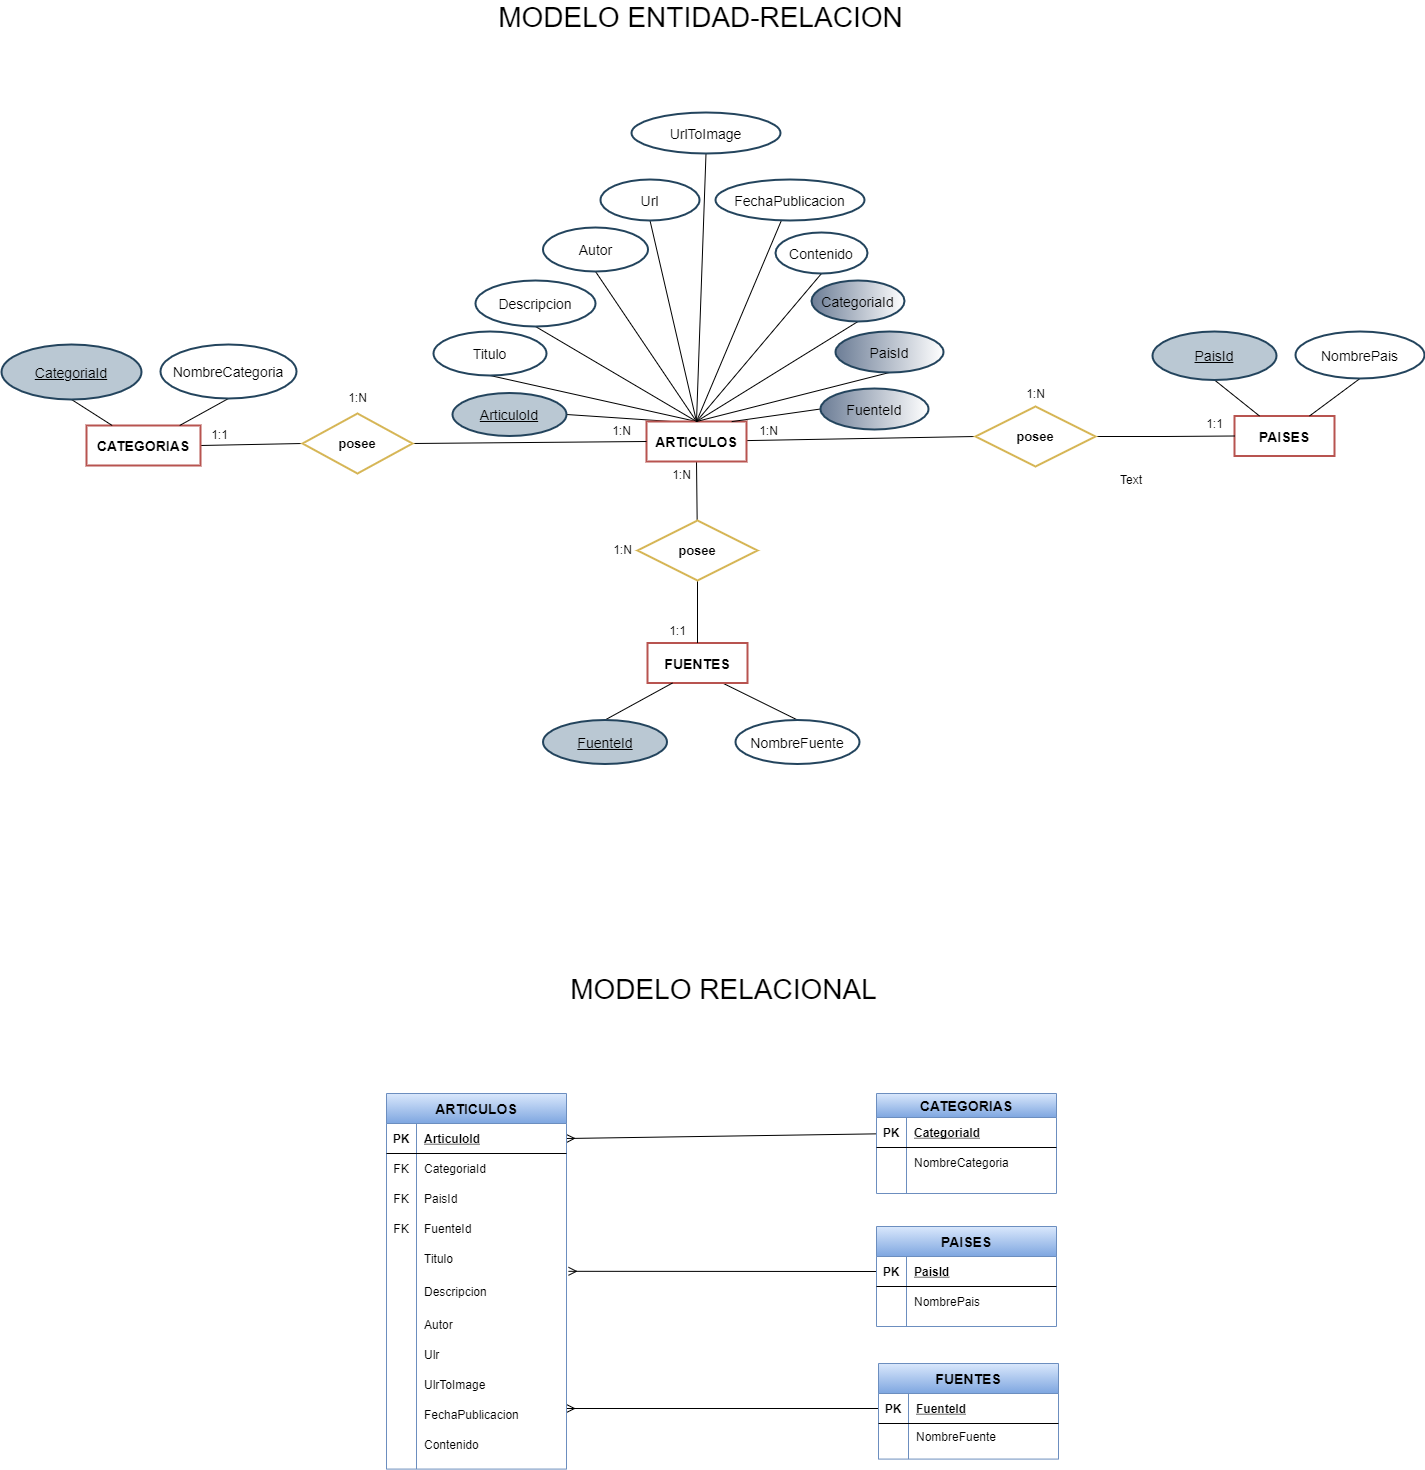 MODELO ENTIDAD-RELACION
UrlToImage
Url
FechaPublicacion
Autor
Contenido
Descripcion
CategoriaId
Titulo
PaisId
ArticuloId
FuenteId
CategoriaId
NombreCategoria
PaisId
NombrePais
1:N
1:N
CATEGORIAS
1:1
posee
1:N
ARTICULOS
1:N
posee
1:1
PAISES
1:N
Text
1:N
posee
1:1
FUENTES
FuenteId
NombreFuente
MODELO RELACIONAL
ARTICULOS
PK ArticuloId
FK CategoriaId
FK PaisId
FK FuenteId
Titulo
Descripcion
Autor
Ulr
UlrToImage
FechaPublicacion
Contenido
CATEGORIAS
PK CategoriaId
NombreCategoria
PAISES
PK PaisId
NombrePais
FUENTES
PK FuenteId
NombreFuente